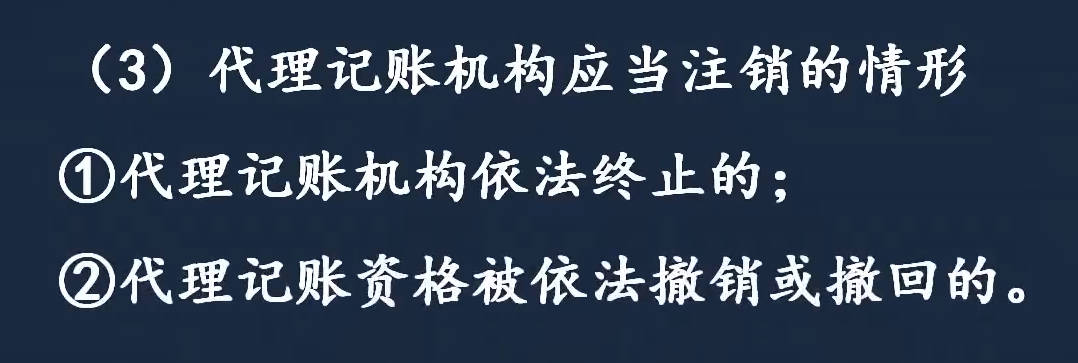 （3）代理记账机构应当注销的情形
①代理记账机构依法终止的；
②代理记账资格被依法撤销或撤回的。